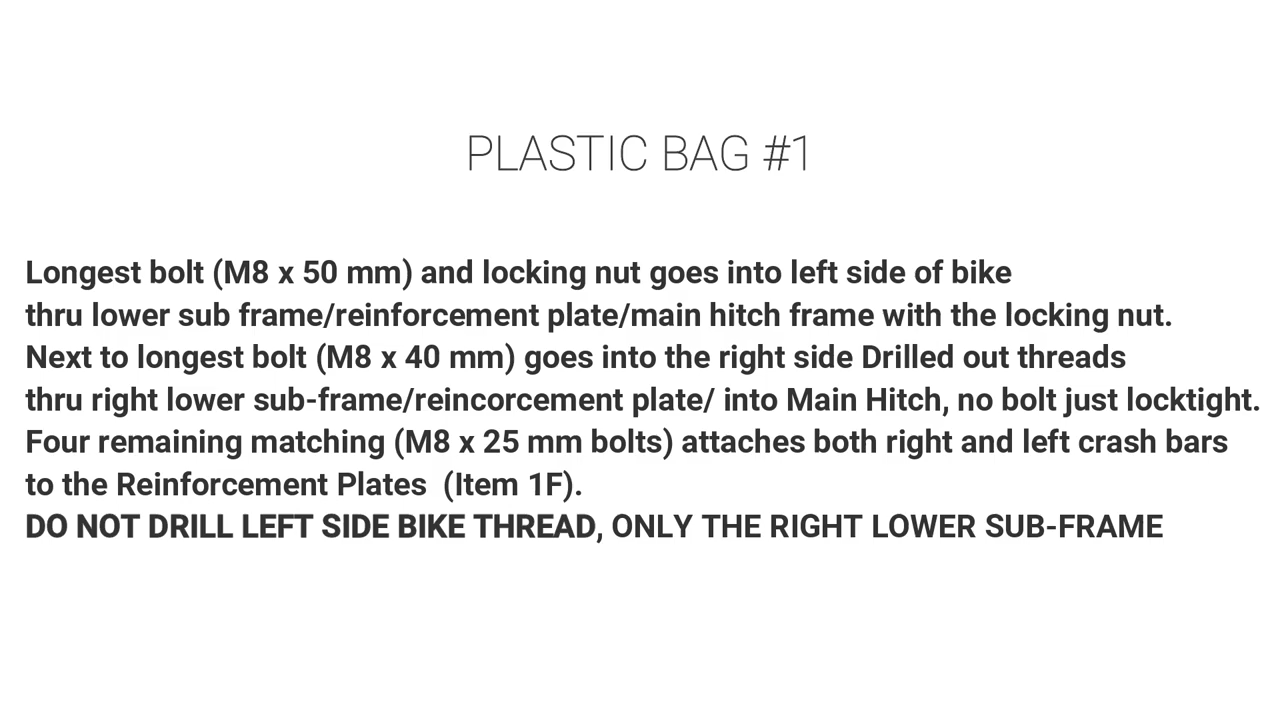 PLASTIC BAG #1
Longest bolt (M8 x 50 mm) and locking nut goes into left side of bike
thru lower sub frame/reinforcement plate/main hitch frame with the locking nut.
Next to longest bolt (M8 x 40 mm) goes into the right side Drilled out threads
thru right lower sub-frame/reincorcement plate/ into Main Hitch, no bolt just locktight.
Four remaining matching (M8 x 25 mm bolts) attaches both right and left crash bars
to the Reinforcement Plates  (Item 1F).
DO NOT DRILL LEFT SIDE BIKE THREAD, ONLY THE RIGHT LOWER SUB-FRAME